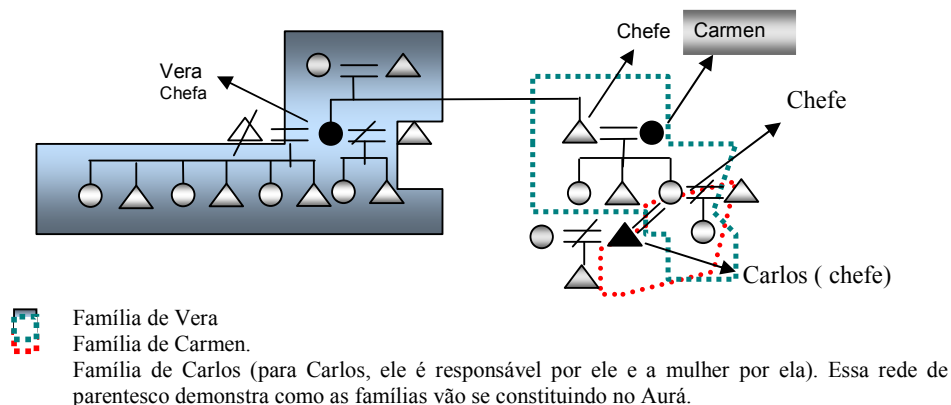 Chefe
Carmen
Vera
Chefa
Chefe
Carlos ( chefe)
Família de Vera
Família de Carmen.
Família de Carlos (para Carlos, ele é responsável por ele e a mulher por ela). Essa rede de
parentesco demonstra como as famílias vão se constituindo no Aurá.